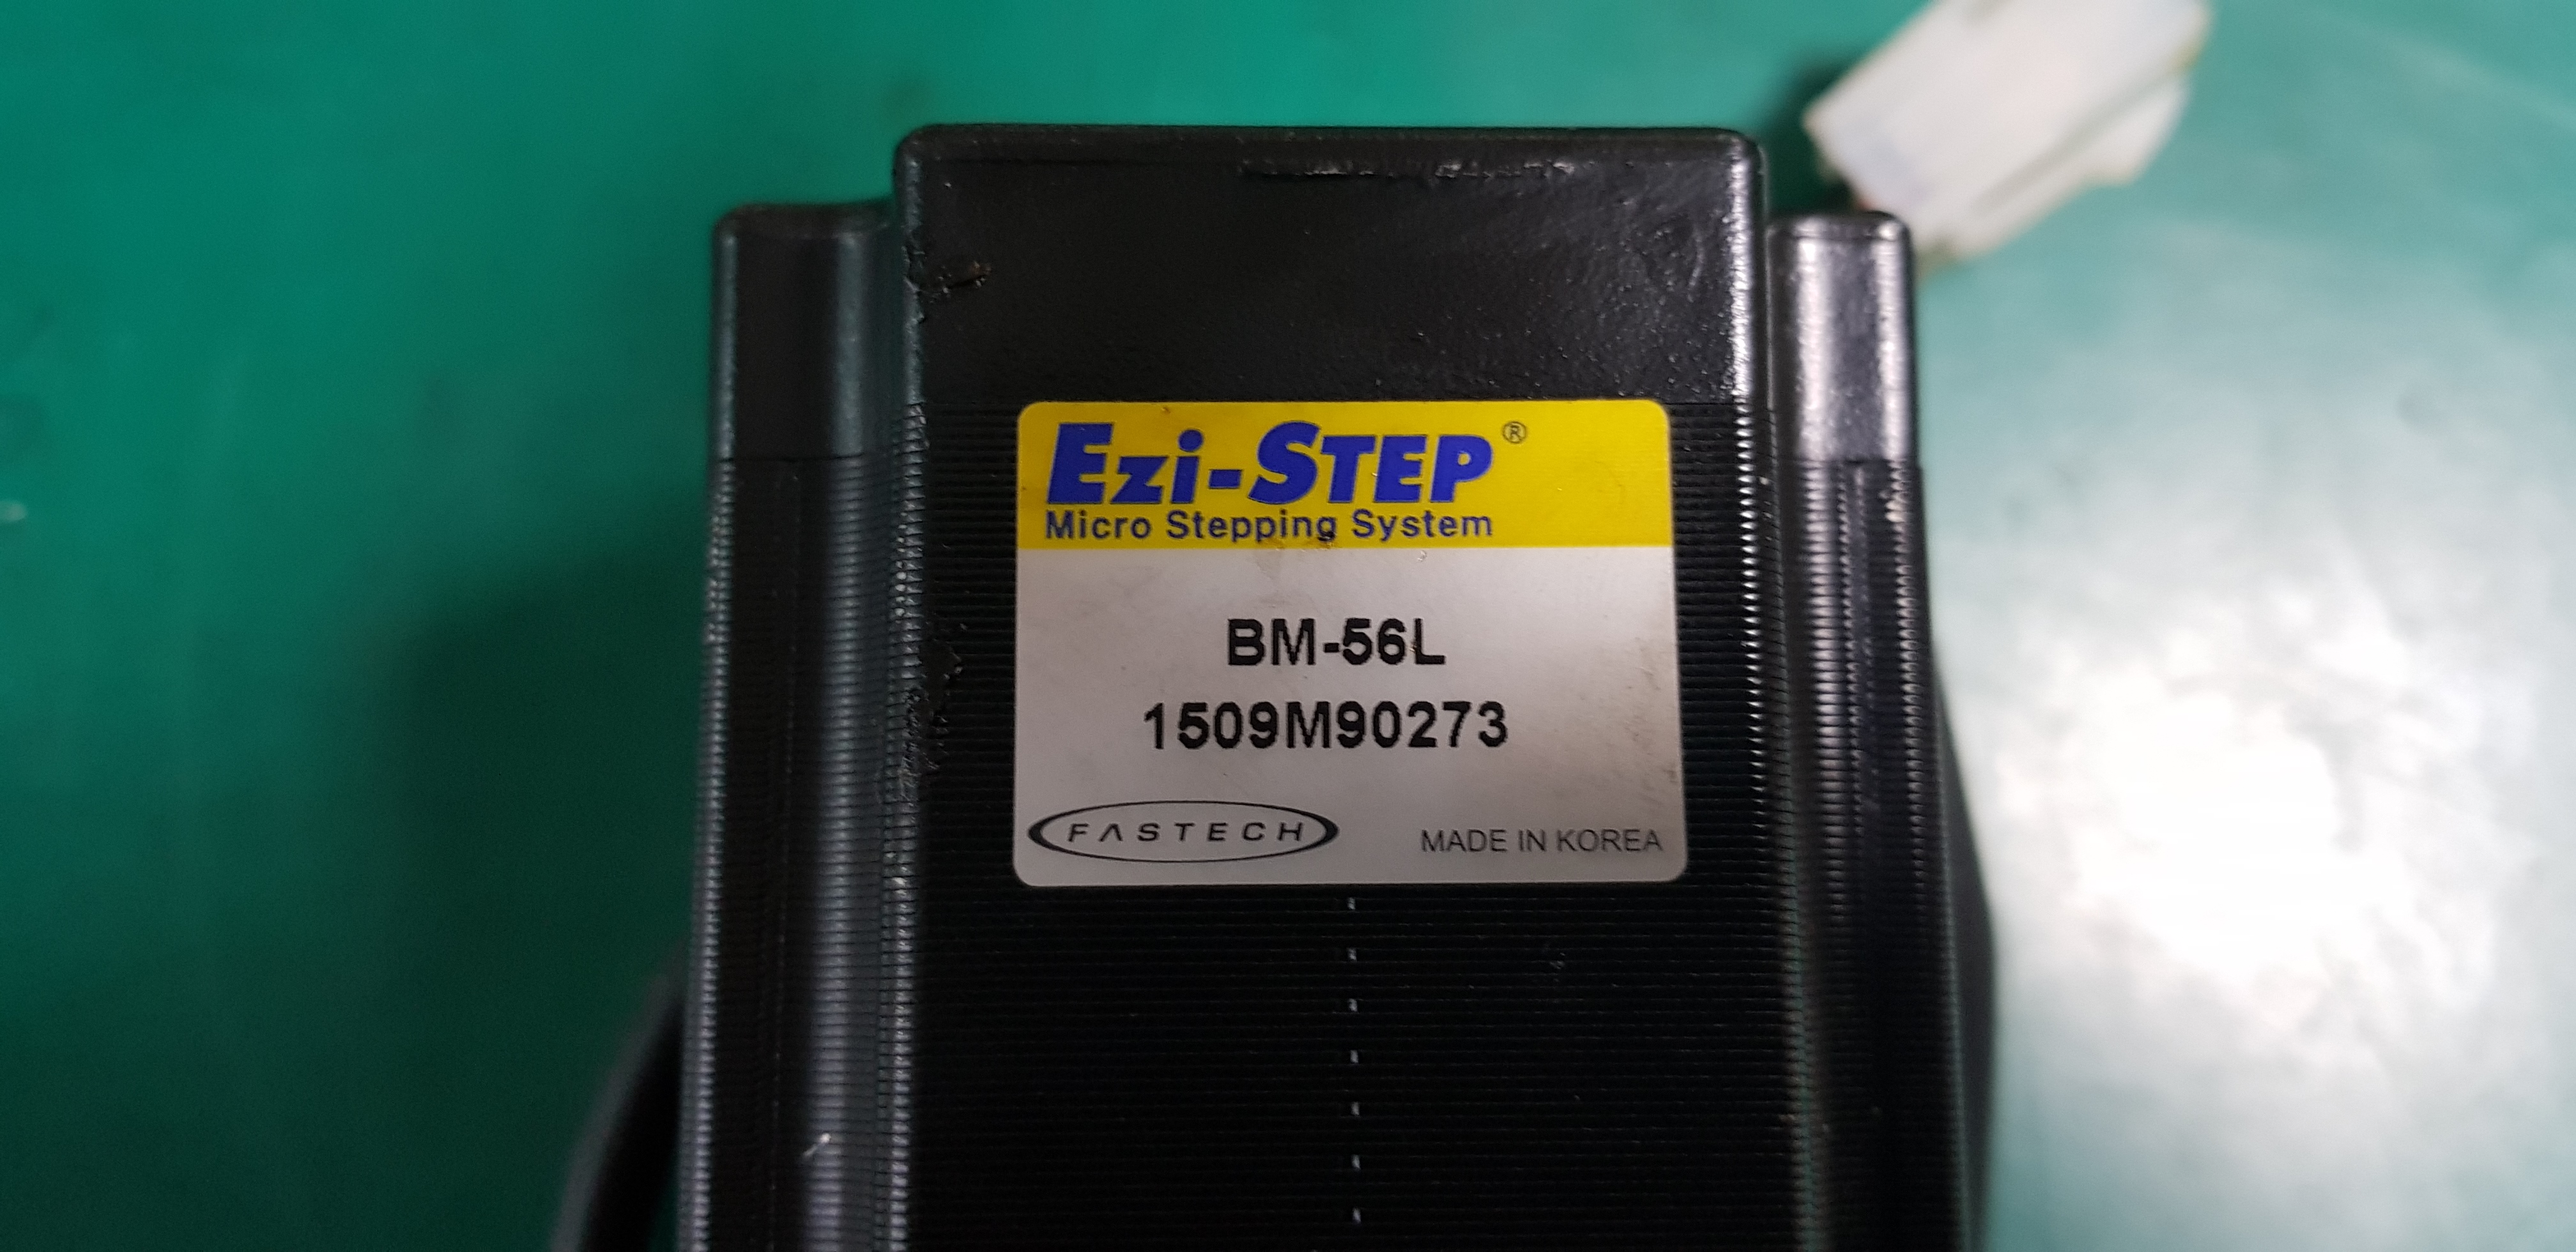 Ezi-STEP®
Micro Stepping System
BM-56L
1509M90273
FASTECH
MADE IN KOREA